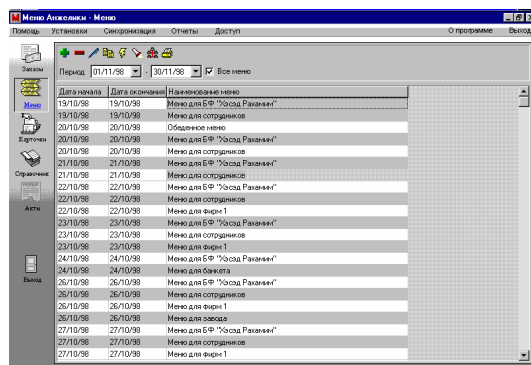 Меню Анжелики - Меню
Помощь Установки Синхронизация Отчеты Доступ О программе Выход
Заказы
Меню
Карточки
Справочник
Акты
Выход
Период 01/11/98 - 30/11/98 Все меню
Дата начала Дата окончания Наименование меню
19/10/98 19/10/98 Меню для БФ "Хэсэд Рахамим"
19/10/98 19/10/98 Меню для сотрудников
20/10/98 20/10/98 Обеденное меню
20/10/98 20/10/98 Меню для БФ "Хэсэд Рахамим"
20/10/98 20/10/98 Меню для сотрудников
21/10/98 21/10/98 Меню для БФ "Хэсэд Рахамим"
21/10/98 21/10/98 Меню для сотрудников
22/10/98 22/10/98 Меню для БФ "Хэсэд Рахамим"
22/10/98 22/10/98 Меню для сотрудников
22/10/98 22/10/98 Меню для фирм 1
23/10/98 23/10/98 Меню для БФ "Хэсэд Рахамим"
23/10/98 23/10/98 Меню для сотрудников
23/10/98 23/10/98 Меню для фирм 1
24/10/98 24/10/98 Меню для БФ "Хэсэд Рахамим"
24/10/98 24/10/98 Меню для банкета
26/10/98 26/10/98 Меню для БФ "Хэсэд Рахамим"
26/10/98 26/10/98 Меню для сотрудников
26/10/98 26/10/98 Меню для фирм 1
26/10/98 26/10/98 Меню для завода
27/10/98 27/10/98 Меню для БФ "Хэсэд Рахамим"
27/10/98 27/10/98 Меню для сотрудников
27/10/98 27/10/98 Меню для фирм 1